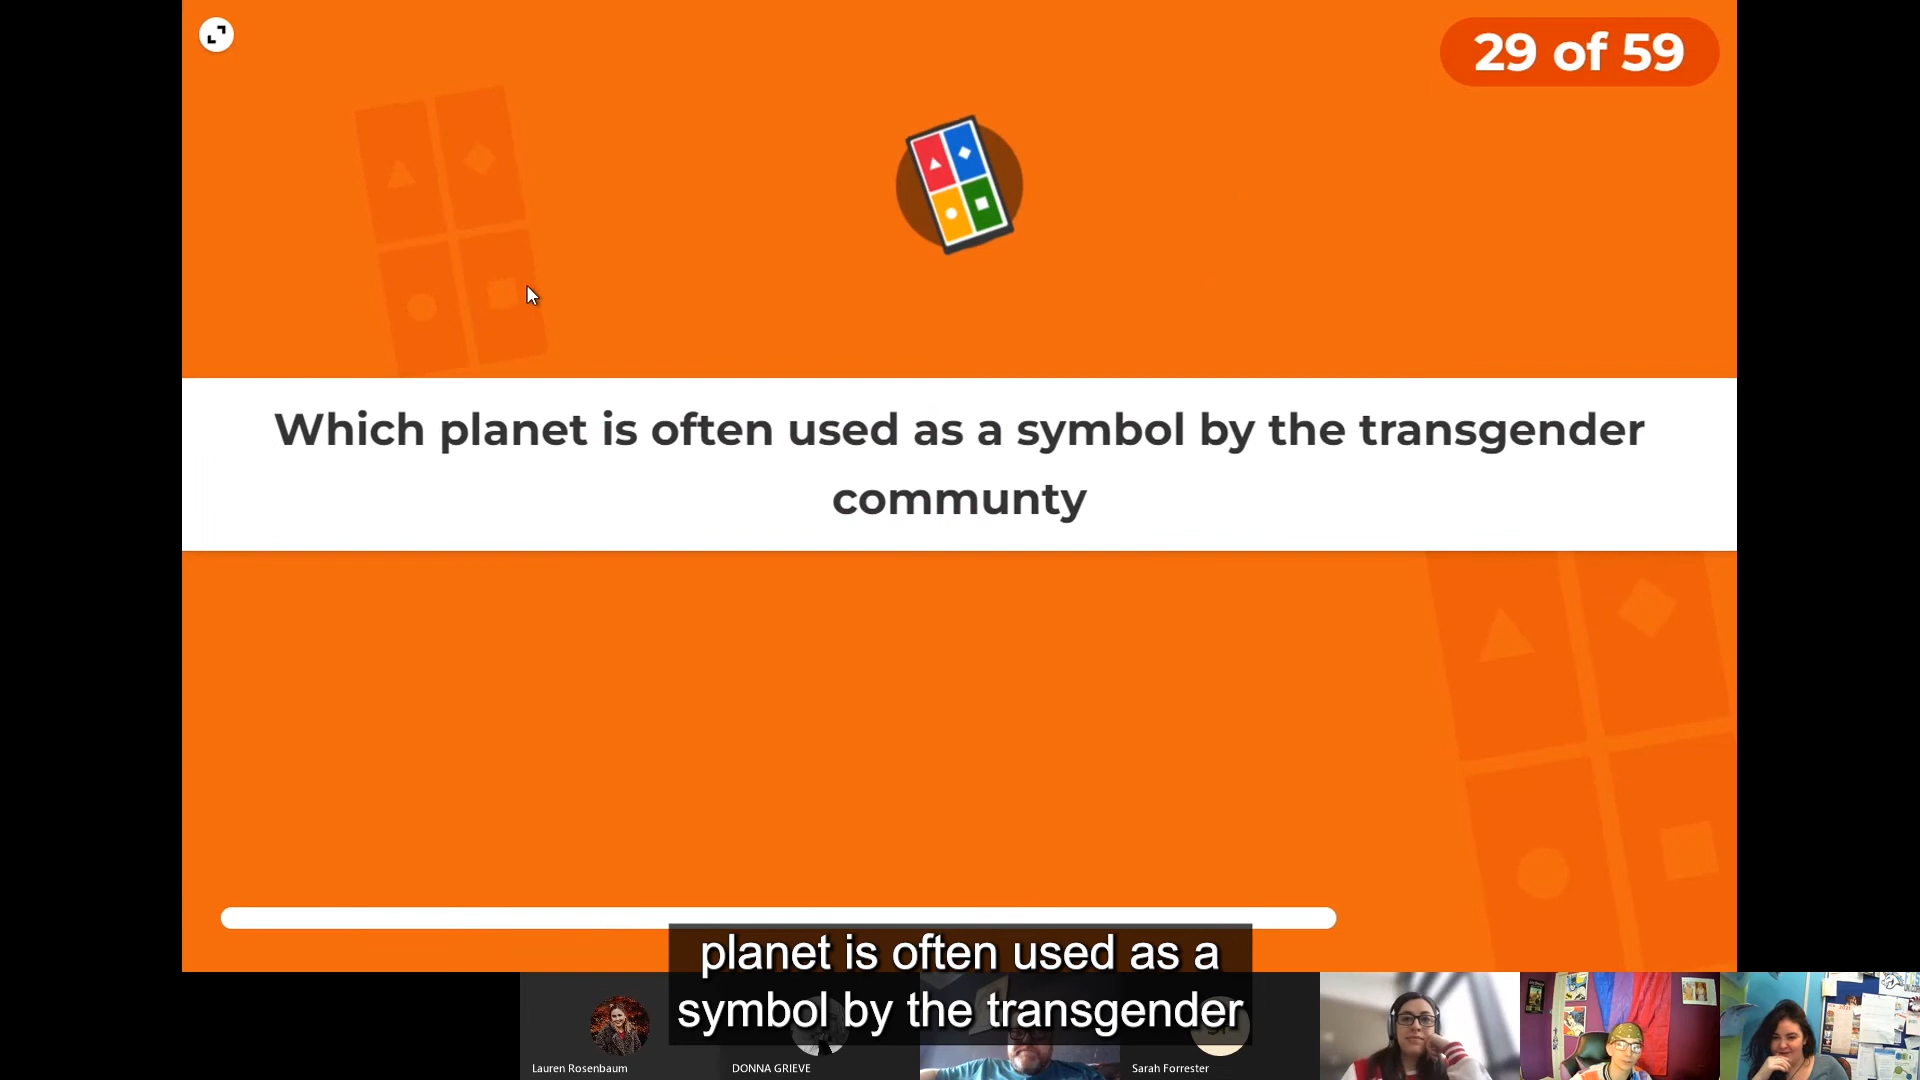 29 of 59
Which planet is often used as a symbol by the transgender
communty
planet is often used as a
symbol by the transgender
Lauren Rosenbaum
DONNA GRIEVE
Sarah Forrester